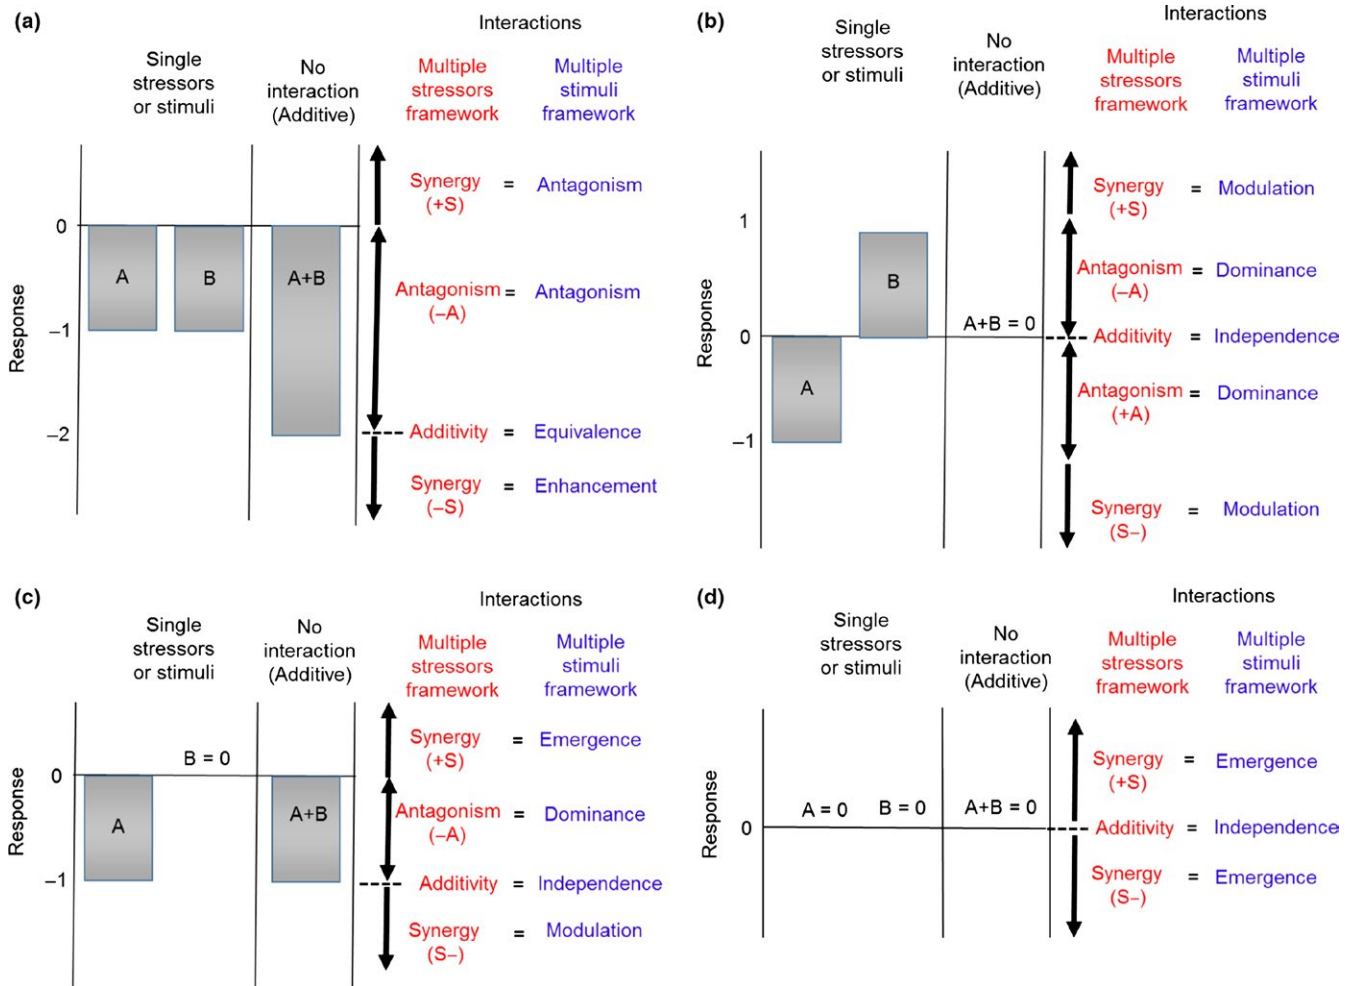 (a)
Interactions
Single
stressors
or stimuli
No
interaction
(Additive)
Multiple
stressors
framework
Multiple
stimuli
framework
Response
0
−1
−2
A
B
A+B
Synergy
(+S)
=
Antagonism
Antagonism
(−A)
=
Antagonism
Additivity
=
Equivalence
Synergy
(−S)
=
Enhancement
(b)
Interactions
Single
stressors
or stimuli
No
interaction
(Additive)
Multiple
stressors
framework
Multiple
stimuli
framework
Response
1
0
−1
A
B
A+B = 0
Synergy
(+S)
=
Modulation
Antagonism
(−A)
=
Dominance
Additivity
=
Independence
Antagonism
(+A)
=
Dominance
Synergy
(S−)
=
Modulation
(c)
Interactions
Single
stressors
or stimuli
No
interaction
(Additive)
Multiple
stressors
framework
Multiple
stimuli
framework
Response
0
−1
A
B = 0
A+B
Synergy
(+S)
=
Emergence
Antagonism
(−A)
=
Dominance
Additivity
=
Independence
Synergy
(S−)
=
Modulation
(d)
Interactions
Single
stressors
or stimuli
No
interaction
(Additive)
Multiple
stressors
framework
Multiple
stimuli
framework
Response
0
A = 0
B = 0
A+B = 0
Synergy
(+S)
=
Emergence
Additivity
=
Independence
Synergy
(S−)
=
Emergence